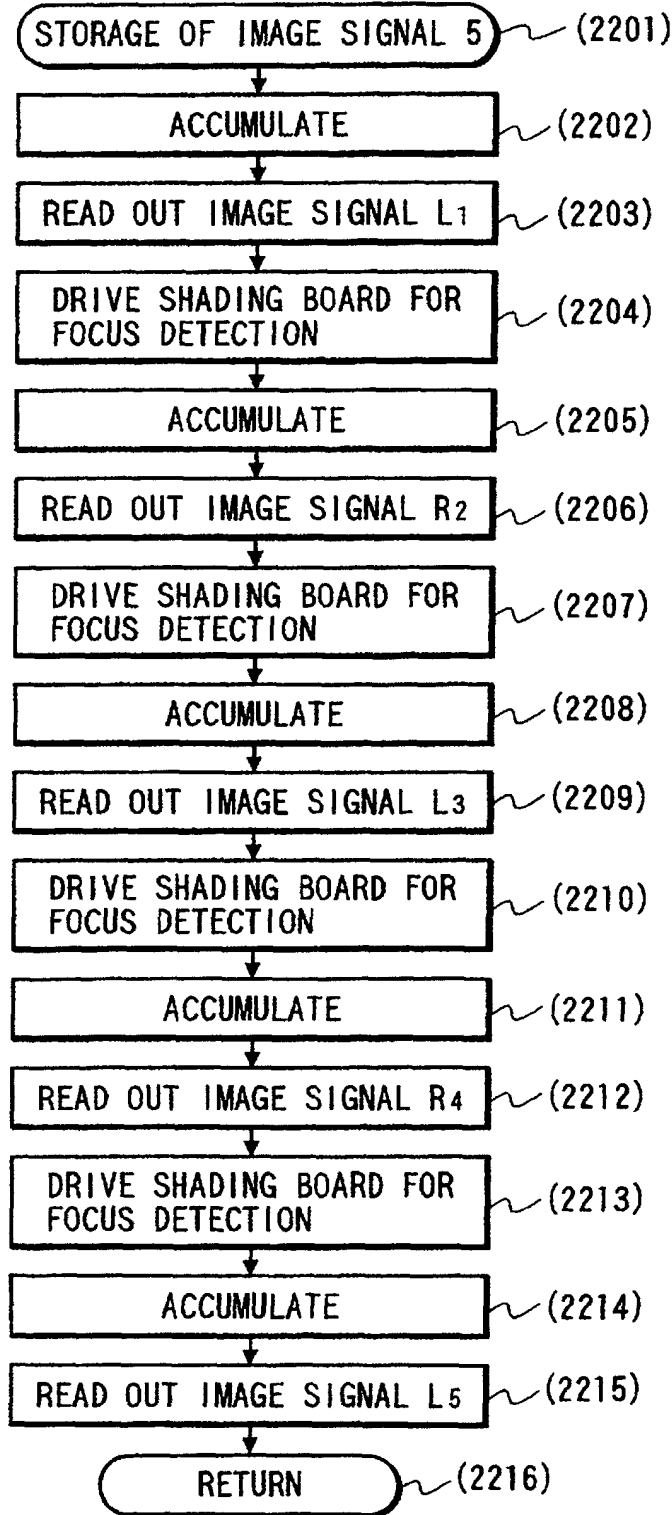 STORAGE OF IMAGE SIGNAL 5 (2201)
ACCUMULATE (2202)
READ OUT IMAGE SIGNAL L1 (2203)
DRIVE SHADING BOARD FOR
FOCUS DETECTION (2204)
ACCUMULATE (2205)
READ OUT IMAGE SIGNAL R2 (2206)
DRIVE SHADING BOARD FOR
FOCUS DETECTION (2207)
ACCUMULATE (2208)
READ OUT IMAGE SIGNAL L3 (2209)
DRIVE SHADING BOARD FOR
FOCUS DETECTION (2210)
ACCUMULATE (2211)
READ OUT IMAGE SIGNAL R4 (2212)
DRIVE SHADING BOARD FOR
FOCUS DETECTION (2213)
ACCUMULATE (2214)
READ OUT IMAGE SIGNAL L5 (2215)
RETURN (2216)